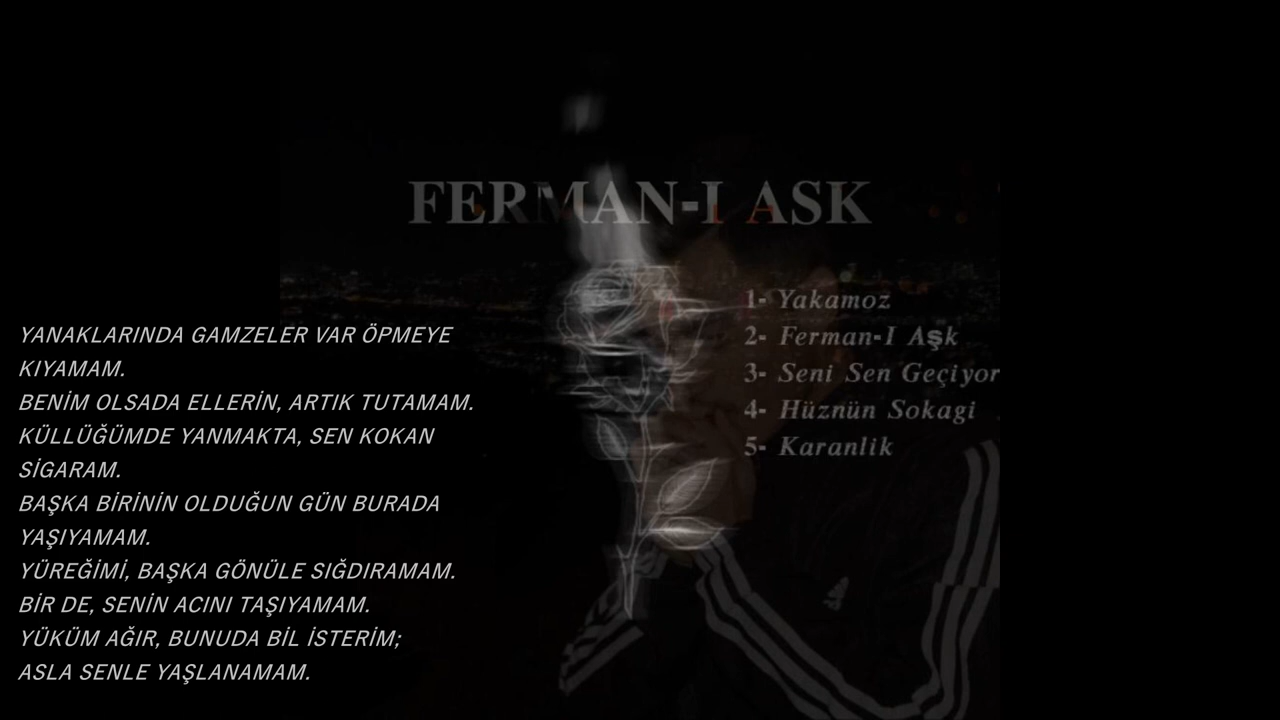 FERMAN-I ASK
1- Yakamoz
2- Ferman-I Aşk
3- Seni Sen Geçiyor
4- Hüznün Sokagi
5- Karanlik
YANAKLARINDA GAMZELER VAR ÖPMEYE
KIYAMAM.
BENİM OLSADA ELLERİN, ARTIK TUTAMAM.
KÜLLÜĞÜMDE YANMAKTA, SEN KOKAN
SİGARAM.
BAŞKA BİRİNİN OLDUĞUN GÜN BURADA
YAŞIYAMAM.
YÜREĞİMİ, BAŞKA GÖNÜLE SIĞDIRAMAM.
BİR DE, SENİN ACINI TAŞIYAMAM.
YÜKÜM AĞIR, BUNUDA BİL İSTERİM;
ASLA SENLE YAŞLANAMAM.